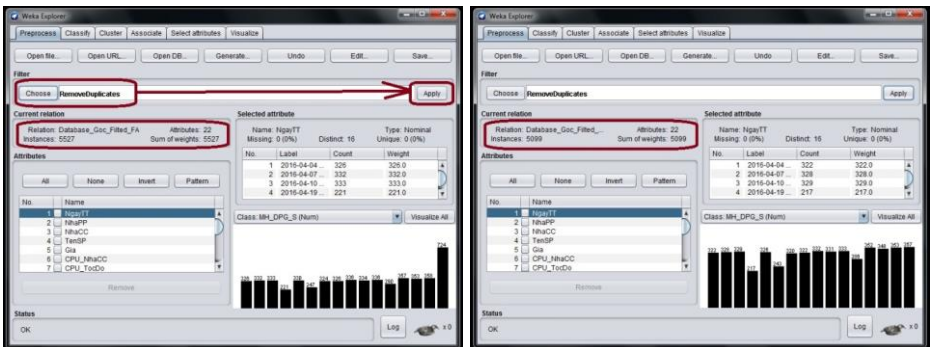 Weka Explorer
Preprocess Classify Cluster Associate Select attributes Visualize
Open file... Open URL... Open DB... Generate... Undo Edit... Save...
Filter
Choose RemoveDuplicates Apply
Current relation
Relation: Database_Goc_Filted_FA Attributes: 22
Instances: 5527 Sum of weights: 5527
Attributes
All None Invert Pattern
No. Name
1 NgayTT
2 NhaPP
3 NhaCC
4 TenSP
5 Gia
6 CPU_NhaCC
7 CPU_TocDo
Remove
Selected attribute
Name: NgayTT Type: Nominal
Missing: 0 (0%) Distinct: 16 Unique: 0 (0%)
No. Label Count Weight
1 2016-04-04 ... 326 326.0
2 2016-04-07 ... 332 332.0
3 2016-04-10 ... 333 333.0
4 2016-04-19 ... 221 221.0
Class: MH_DPG_S (Num) Visualize All
724
Status
OK
Log x 0
Weka Explorer
Preprocess Classify Cluster Associate Select attributes Visualize
Open file... Open URL... Open DB... Generate... Undo Edit... Save...
Filter
Choose RemoveDuplicates Apply
Current relation
Relation: Database_Goc_Filted_... Attributes: 22
Instances: 5099 Sum of weights: 5099
Attributes
All None Invert Pattern
No. Name
1 NgayTT
2 NhaPP
3 NhaCC
4 TenSP
5 Gia
6 CPU_NhaCC
7 CPU_TocDo
Remove
Selected attribute
Name: NgayTT Type: Nominal
Missing: 0 (0%) Distinct: 16 Unique: 0 (0%)
No. Label Count Weight
1 2016-04-04 ... 322 322.0
2 2016-04-07 ... 328 328.0
3 2016-04-10 ... 329 329.0
4 2016-04-19 ... 217 217.0
Class: MH_DPG_S (Num) Visualize All
322 328 329 217
Status
OK
Log x 0